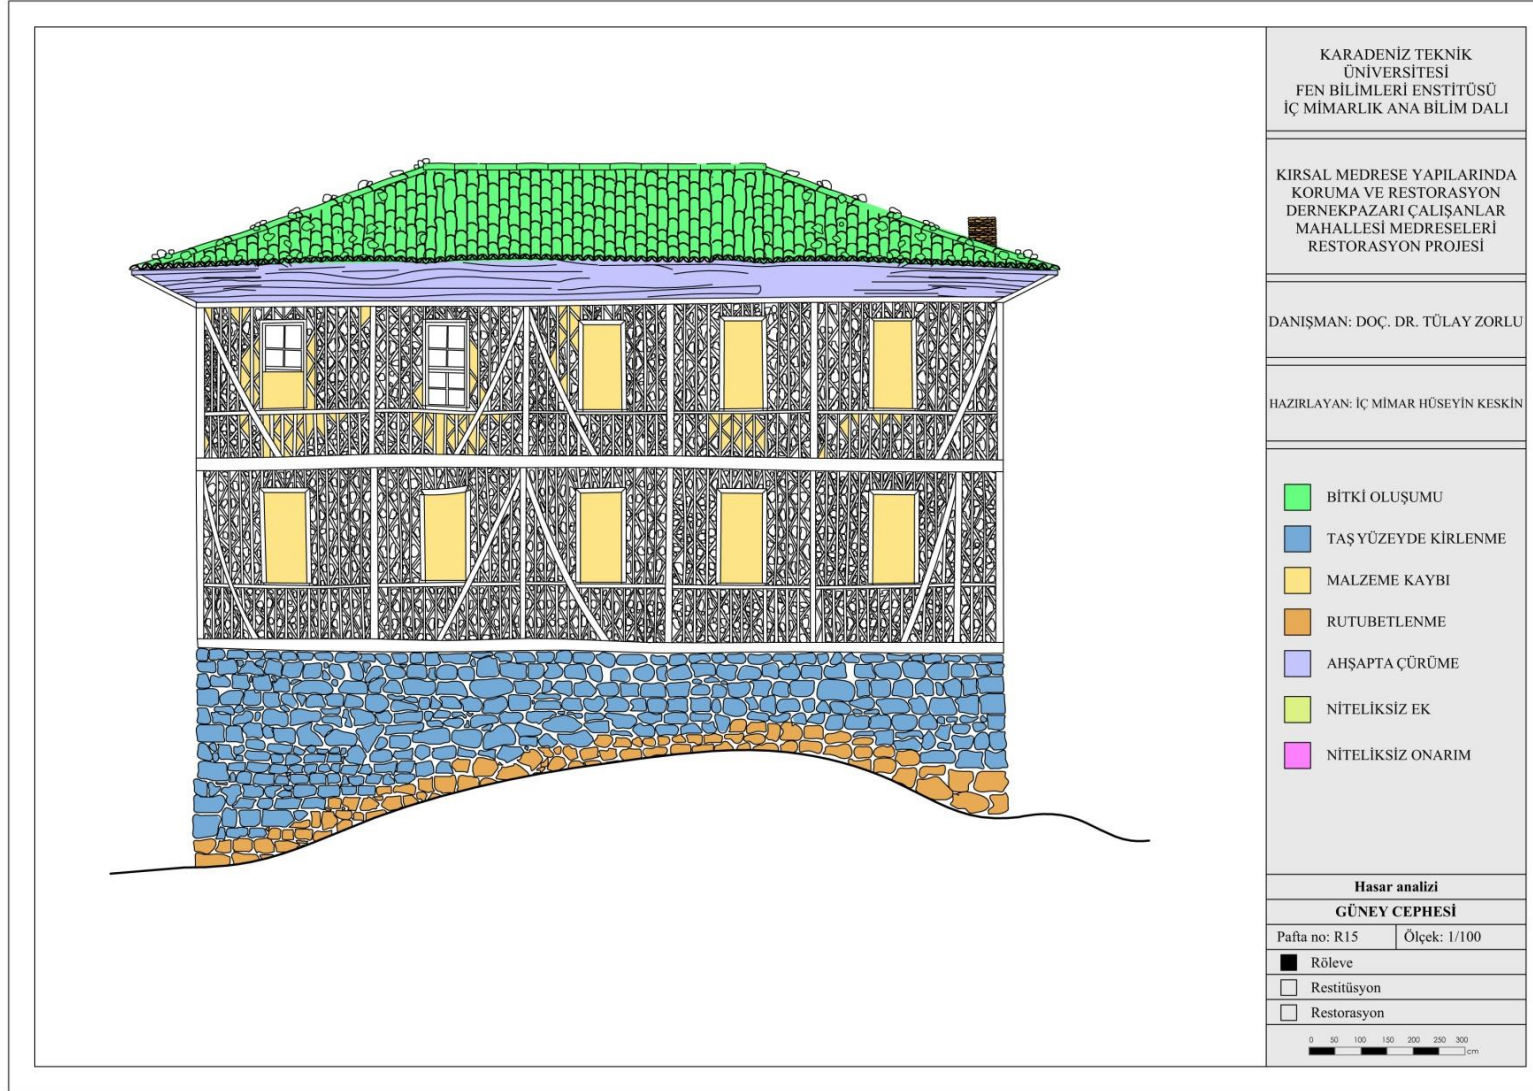 KARADENİZ TEKNİK
ÜNİVERSİTESİ
FEN BİLİMLERİ ENSTİTÜSÜ
İÇ MİMARLIK ANA BİLİM DALI
KIRSAL MEDRESE YAPILARINDA
KORUMA VE RESTORASYON
DERNEKPAZARI ÇALIŞANLAR
MAHALLESİ MEDRESELERİ
RESTORASYON PROJESİ
DANIŞMAN: DOÇ. DR. TÜLAY ZORLU
HAZIRLAYAN: İÇ MİMAR HÜSEYİN KESKİN
BİTKİ OLUŞUMU
TAŞ YÜZEYDE KİRLENME
MALZEME KAYBI
RUTUBETLENME
AHŞAPTA ÇÜRÜME
NİTELİKSİZ EK
NİTELİKSİZ ONARIM
Hasar analizi
GÜNEY CEPHESİ
Pafta no: R15 Ölçek: 1/100
Röleve
Restitüsyon
Restorasyon
0 50 100 150 200 250 300
cm